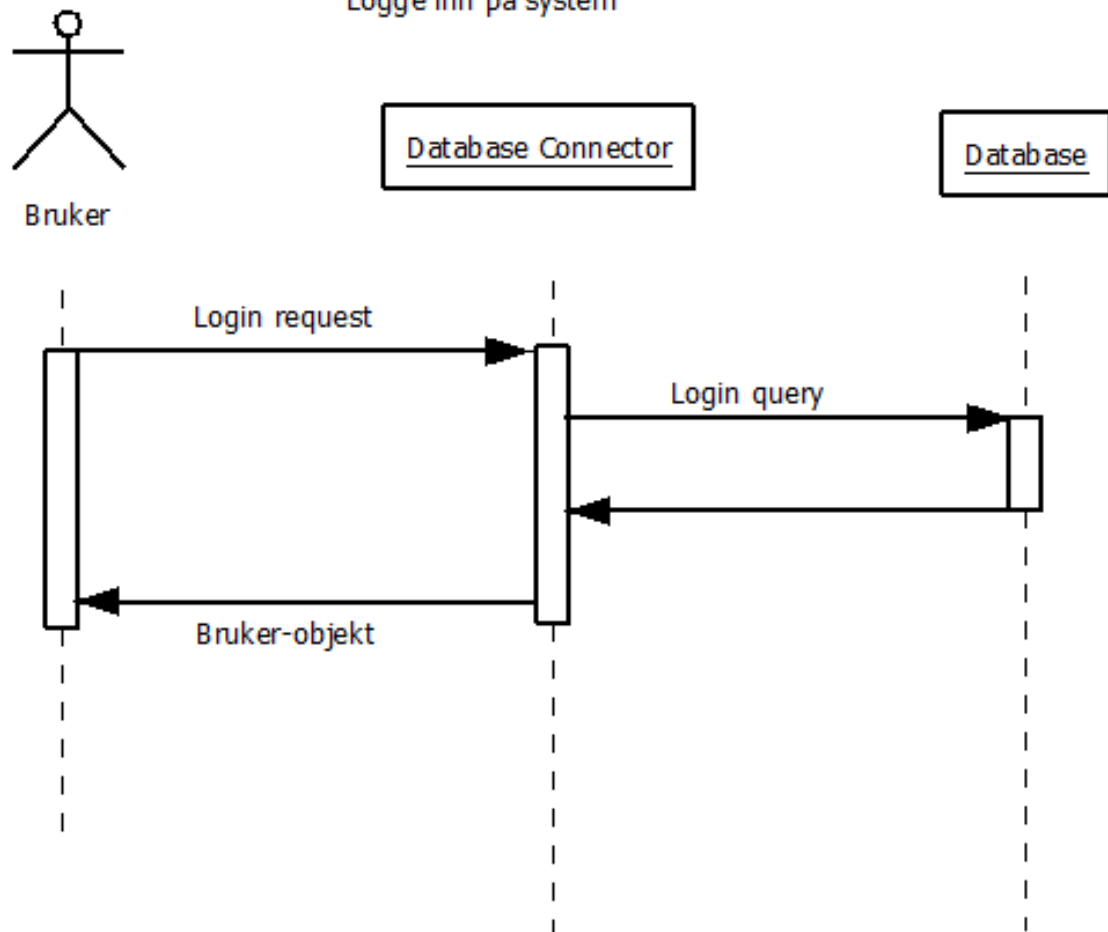 Logge inn på system
Database Connector
Database
Bruker
Login request
Login query
Bruker-objekt